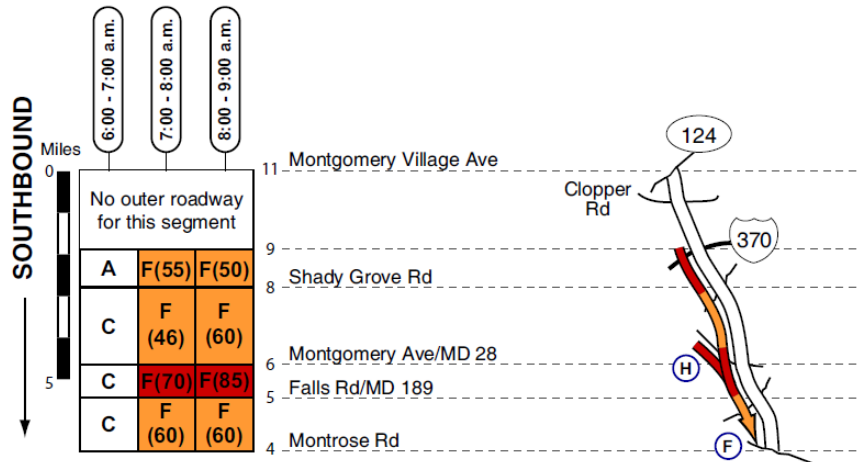 SOUTHBOUND
6:00 - 7:00 a.m.
7:00 - 8:00 a.m.
8:00 - 9:00 a.m.
Miles
0
5
No outer roadway
for this segment
A F(55) F(50)
C F F
(46) (60)
C F(70) F(85)
C F F
(60) (60)
11 Montgomery Village Ave
9
8 Shady Grove Rd
6 Montgomery Ave/MD 28
5 Falls Rd/MD 189
4 Montrose Rd
124
Clopper
Rd
370
H
F